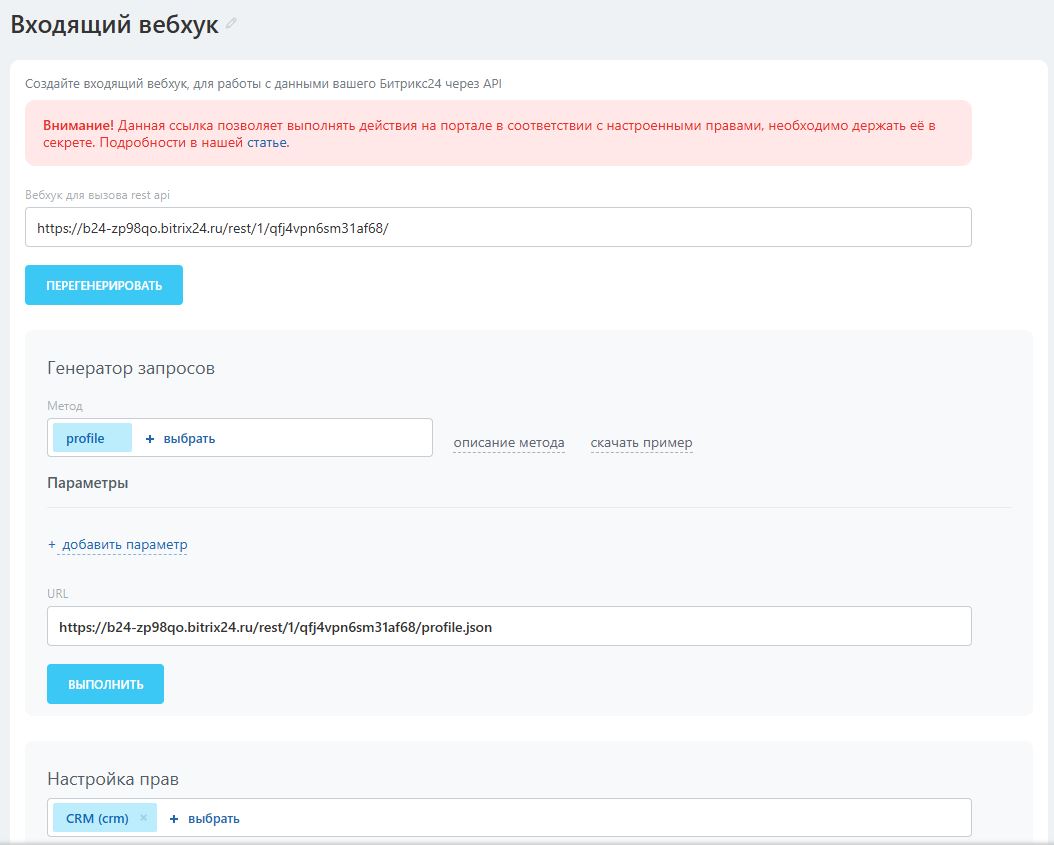 Входящий вебхук
Создайте входящий вебхук, для работы с данными вашего Битрикс24 через API
Внимание! Данная ссылка позволяет выполнять действия на портале в соответствии с настроенными правами, необходимо держать её в
секрете. Подробности в нашей статье.
Вебхук для вызова rest api
https://b24-zp98qo.bitrix24.ru/rest/1/qfj4vpn6sm31af68/
ПЕРЕГЕНЕРИРОВАТЬ
Генератор запросов
Метод
profile + выбрать описание метода скачать пример
Параметры
+ добавить параметр
URL
https://b24-zp98qo.bitrix24.ru/rest/1/qfj4vpn6sm31af68/profile.json
ВЫПОЛНИТЬ
Настройка прав
CRM (crm) × + выбрать